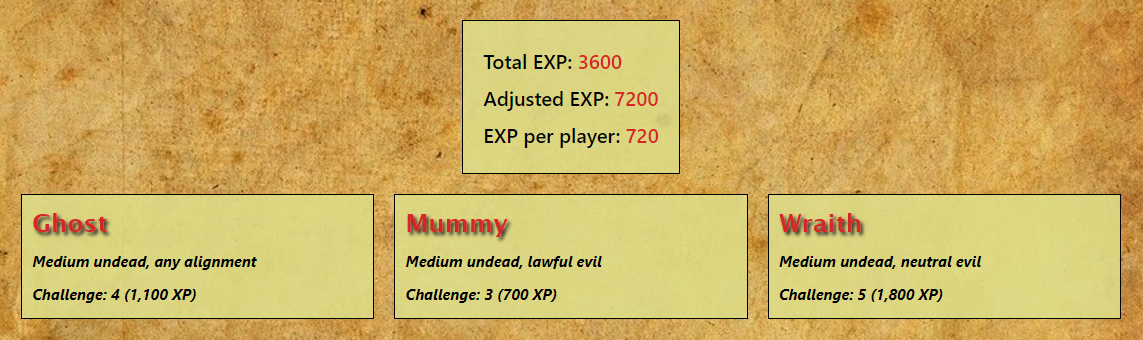 Total EXP: 3600
Adjusted EXP: 7200
EXP per player: 720
Ghost
Medium undead, any alignment
Challenge: 4 (1,100 XP)
Mummy
Medium undead, lawful evil
Challenge: 3 (700 XP)
Wraith
Medium undead, neutral evil
Challenge: 5 (1,800 XP)